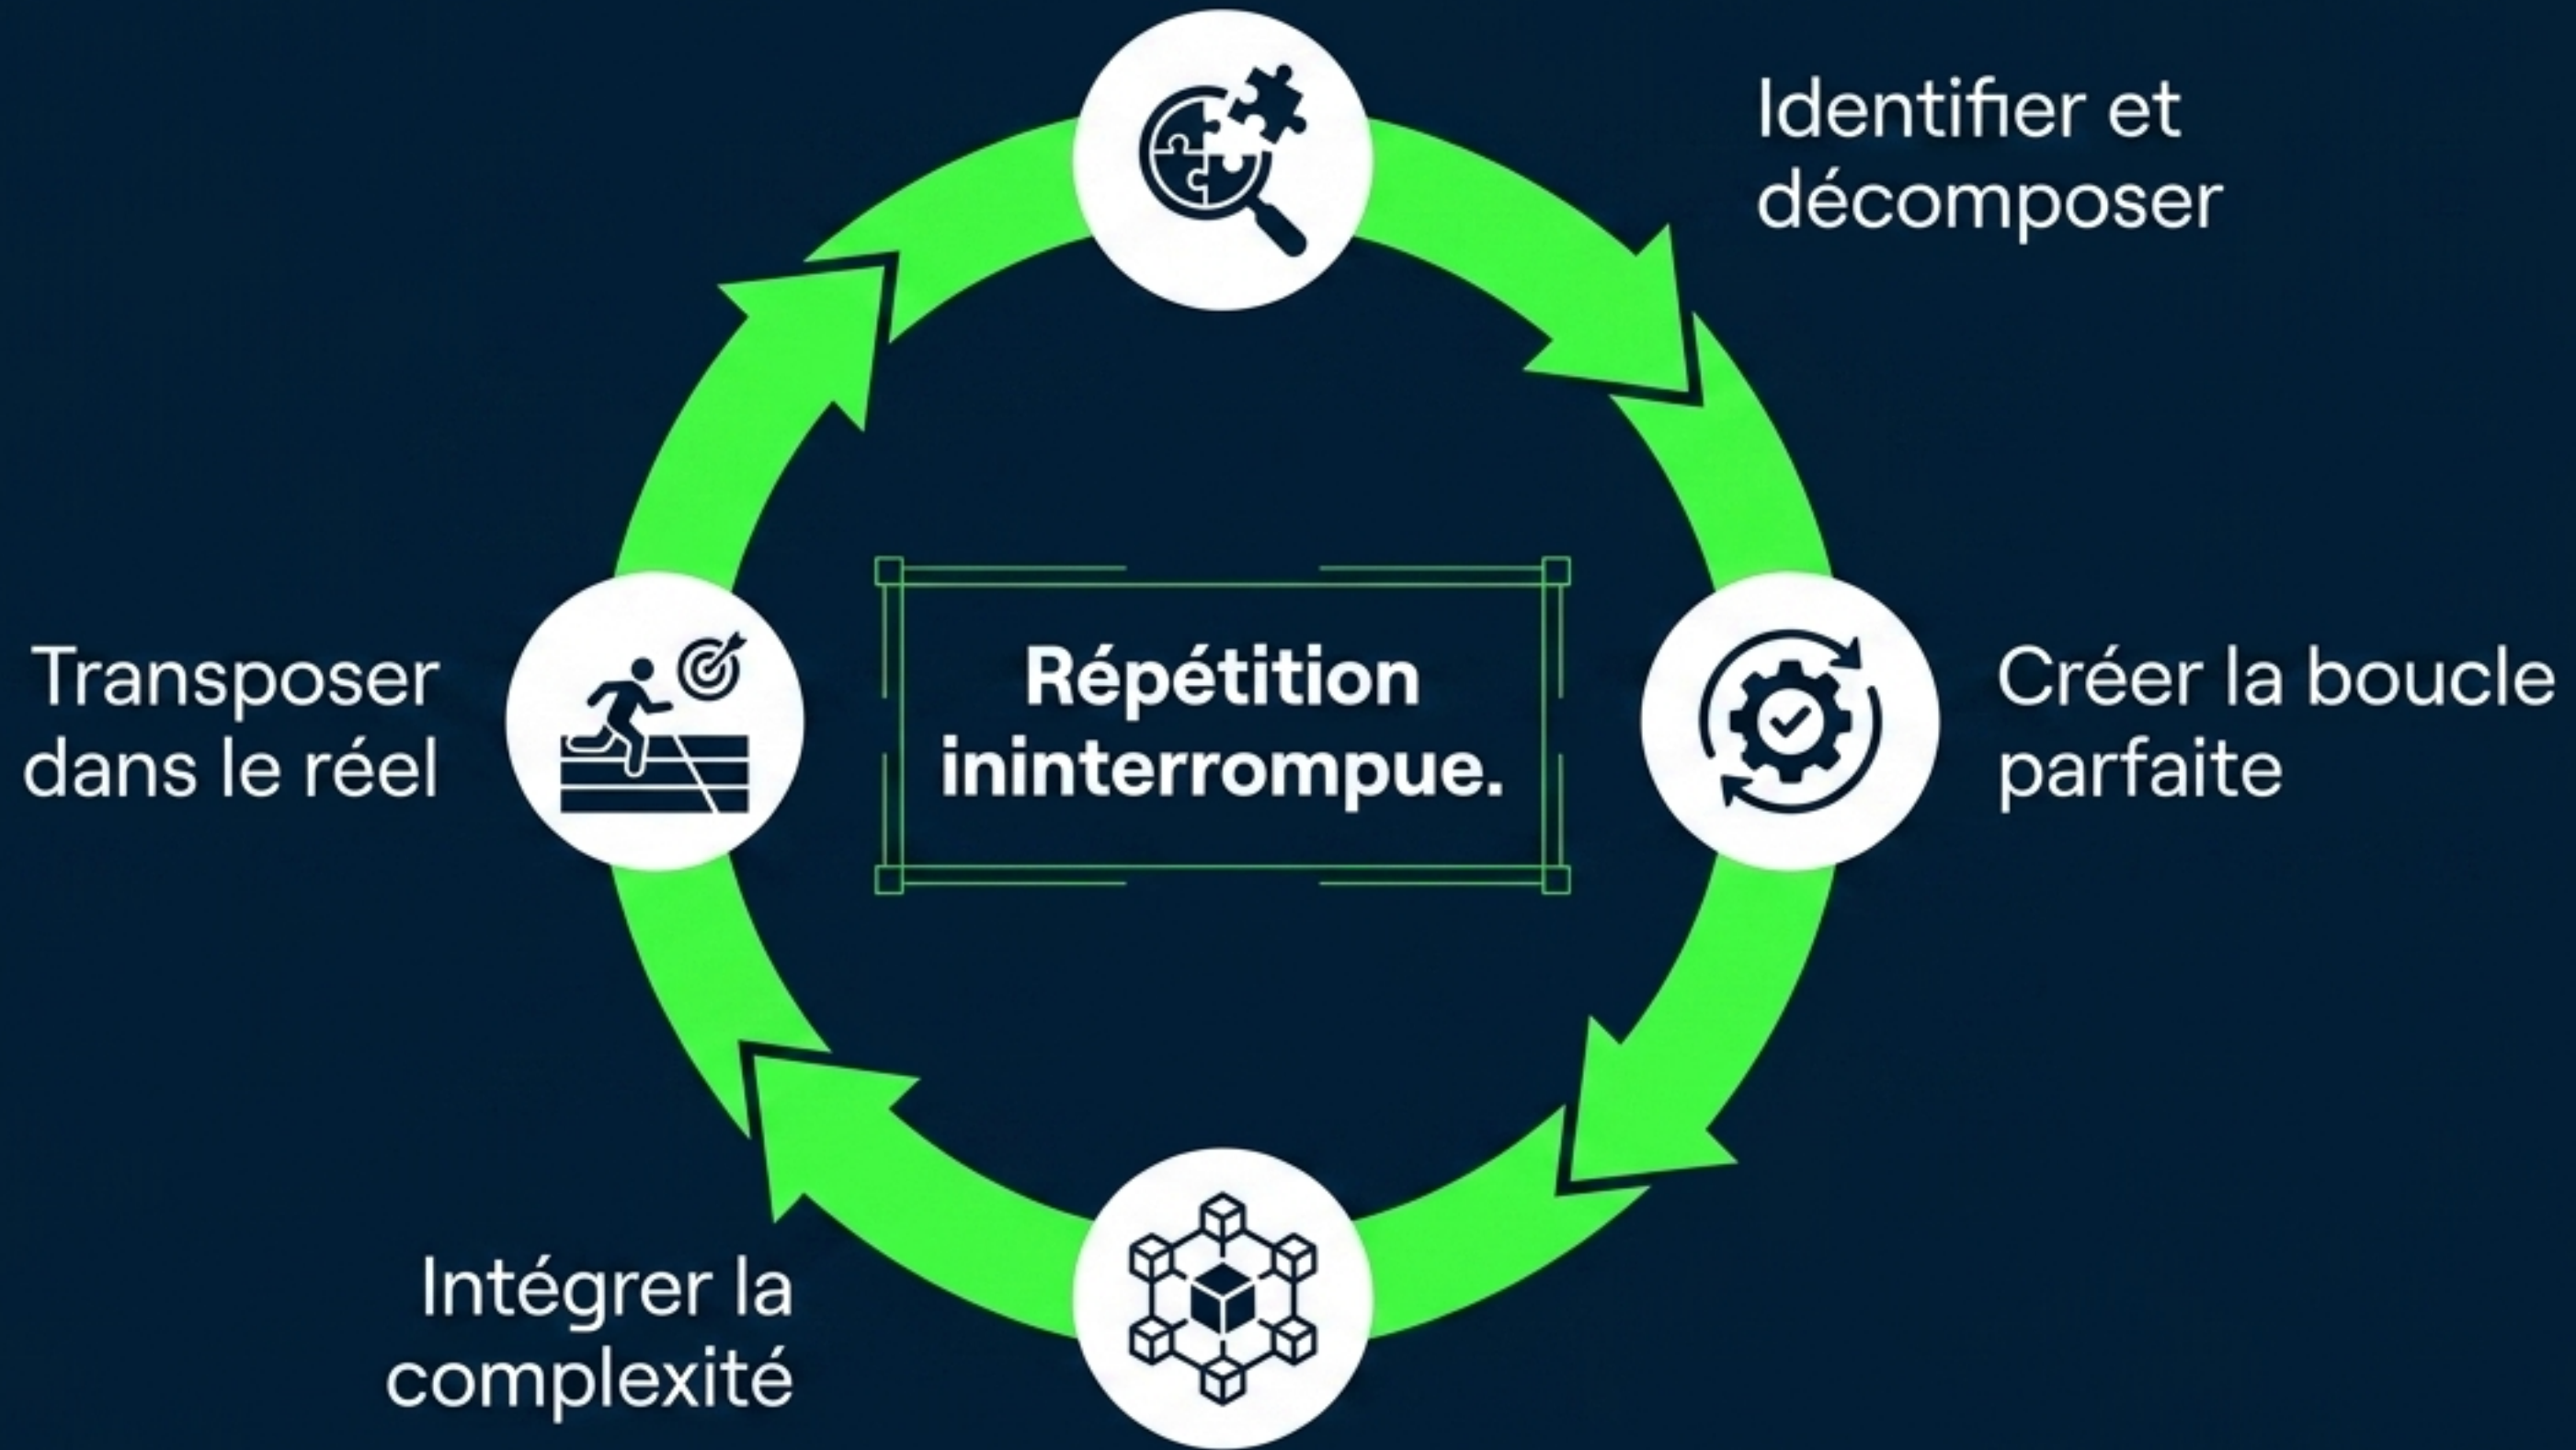 Identifier et
décomposer
Créer la boucle
parfaite
Intégrer la
complexité
Transposer
dans le réel
Répétition
ininterrompue.